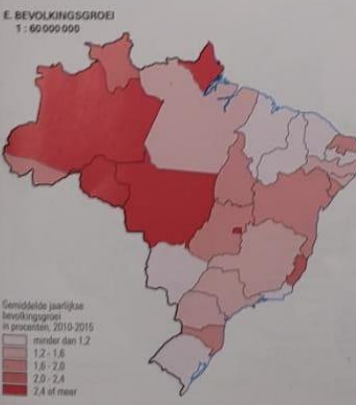 E. BEVOLKINGSGROEI
1 : 60 000 000
Gemiddelde jaarlijkse
bevolkingsgroei
in procenten, 2010-2015
minder dan 1,2
1,2 - 1,6
1,6 - 2,0
2,0 - 2,4
2,4 of meer